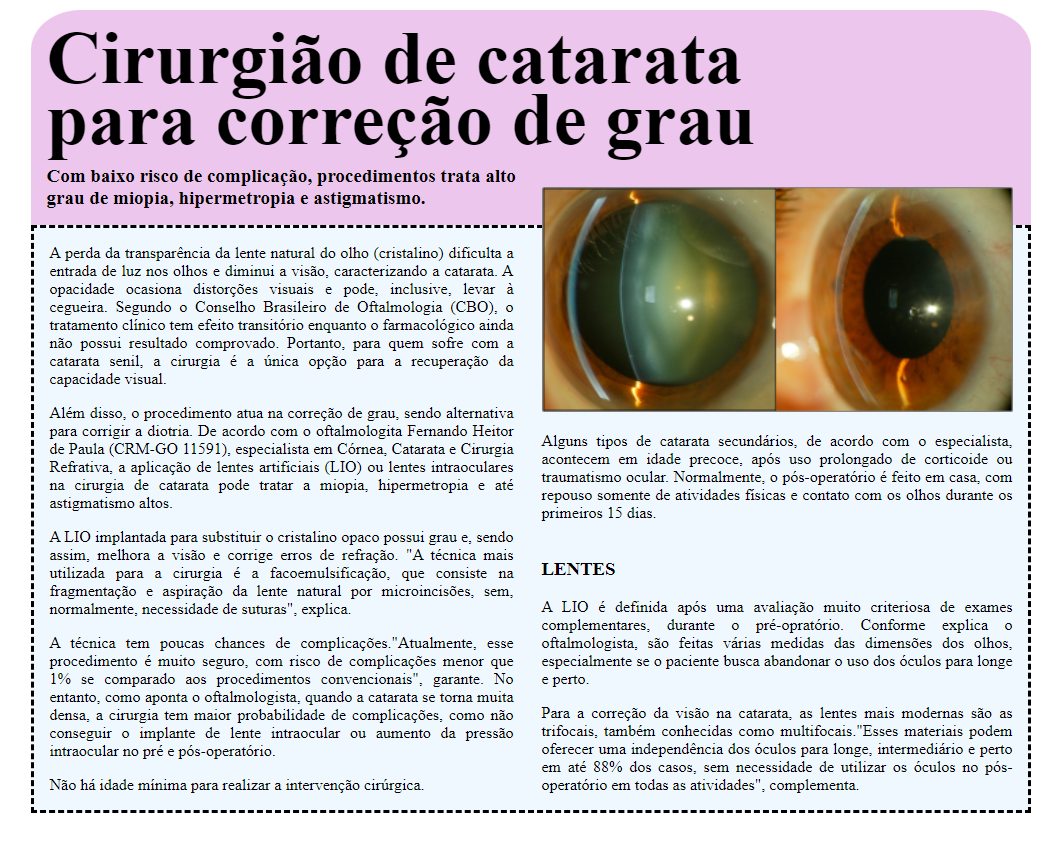 Cirurgião de catarata
para correção de grau
Com baixo risco de complicação, procedimentos trata alto
grau de miopia, hipermetropia e astigmatismo.
A perda da transparência da lente natural do olho (cristalino) dificulta a
entrada de luz nos olhos e diminui a visão, caracterizando a catarata. A
opacidade ocasiona distorções visuais e pode, inclusive, levar à
cegueira. Segundo o Conselho Brasileiro de Oftalmologia (CBO), o
tratamento clínico tem efeito transitório enquanto o farmacológico ainda
não possui resultado comprovado. Portanto, para quem sofre com a
catarata senil, a cirurgia é a única opção para a recuperação da
capacidade visual.
Além disso, o procedimento atua na correção de grau, sendo alternativa
para corrigir a diotria. De acordo com o oftalmologita Fernando Heitor
de Paula (CRM-GO 11591), especialista em Córnea, Catarata e Cirurgia
Refrativa, a aplicação de lentes artificiais (LIO) ou lentes intraoculares
na cirurgia de catarata pode tratar a miopia, hipermetropia e até
astigmatismo altos.
A LIO implantada para substituir o cristalino opaco possui grau e, sendo
assim, melhora a visão e corrige erros de refração. "A técnica mais
utilizada para a cirurgia é a facoemulsificação, que consiste na
fragmentação e aspiração da lente natural por microincisões, sem,
normalmente, necessidade de suturas", explica.
A técnica tem poucas chances de complicações."Atualmente, esse
procedimento é muito seguro, com risco de complicações menor que
1% se comparado aos procedimentos convencionais", garante. No
entanto, como aponta o oftalmologista, quando a catarata se torna muita
densa, a cirurgia tem maior probabilidade de complicações, como não
conseguir o implante de lente intraocular ou aumento da pressão
intraocular no pré e pós-operatório.
Não há idade mínima para realizar a intervenção cirúrgica.
Alguns tipos de catarata secundários, de acordo com o especialista,
acontecem em idade precoce, após uso prolongado de corticoide ou
traumatismo ocular. Normalmente, o pós-operatório é feito em casa, com
repouso somente de atividades físicas e contato com os olhos durante os
primeiros 15 dias.
LENTES
A LIO é definida após uma avaliação muito criteriosa de exames
complementares, durante o pré-opratório. Conforme explica o
oftalmologista, são feitas várias medidas das dimensões dos olhos,
especialmente se o paciente busca abandonar o uso dos óculos para longe
e perto.
Para a correção da visão na catarata, as lentes mais modernas são as
trifocais, também conhecidas como multifocais."Esses materiais podem
oferecer uma independência dos óculos para longe, intermediário e perto
em até 88% dos casos, sem necessidade de utilizar os óculos no pós-
operatório em todas as atividades", complementa.